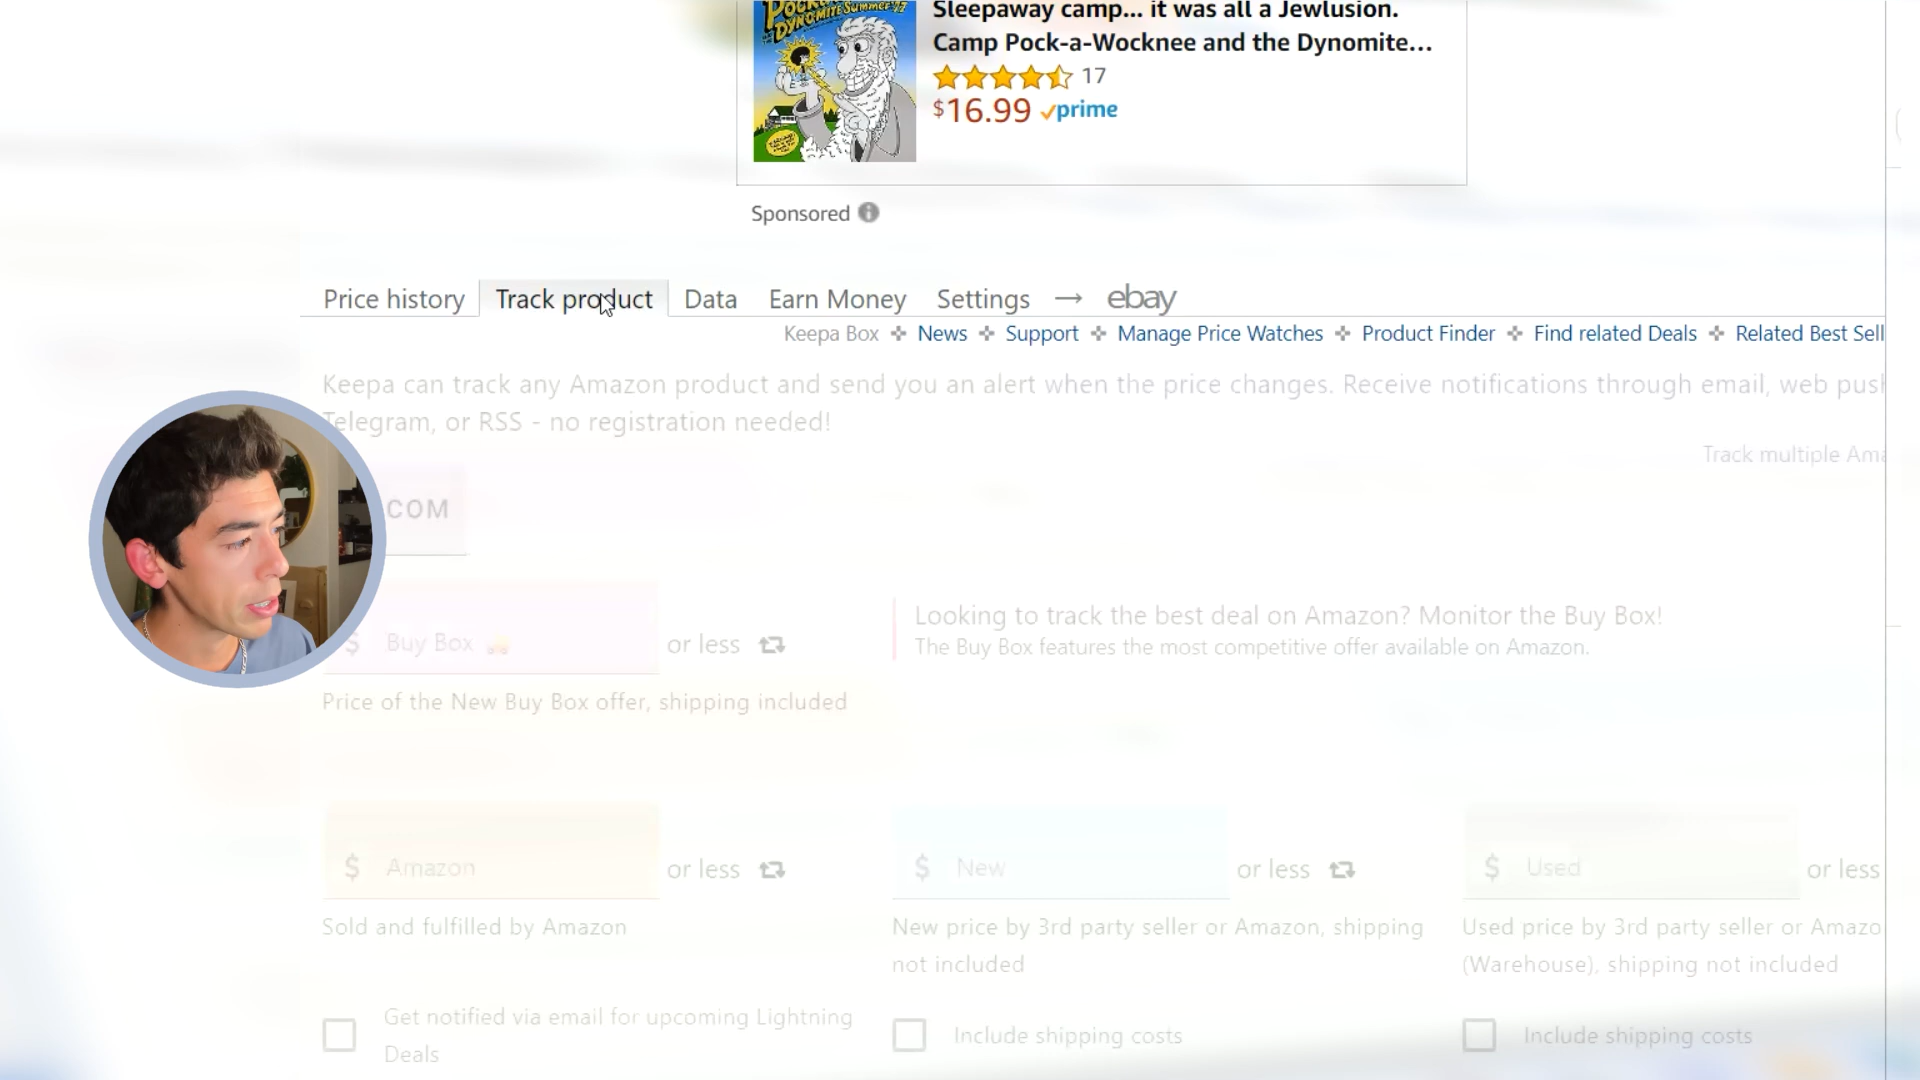 DYNOMITE Summer '77
Sleepaway camp... it was all a Jewlusion.
Camp Pock-a-Wocknee and the Dynomite...
17
$16.99 prime
Sponsored
Price history Track product Data Earn Money Settings → ebay
Keepa Box News Support Manage Price Watches Product Finder Find related Deals Related Best Sell
Keepa can track any Amazon product and send you an alert when the price changes. Receive notifications through email, web push
Telegram, or RSS - no registration needed!
Track multiple Ama
COM
$ Buy Box or less
Looking to track the best deal on Amazon? Monitor the Buy Box!
The Buy Box features the most competitive offer available on Amazon.
Price of the New Buy Box offer, shipping included
$ Amazon or less $ New or less $ Used or less
Sold and fulfilled by Amazon
New price by 3rd party seller or Amazon, shipping
not included
Used price by 3rd party seller or Amazo
(Warehouse), shipping not included
Get notified via email for upcoming Lightning
Deals
Include shipping costs
Include shipping costs